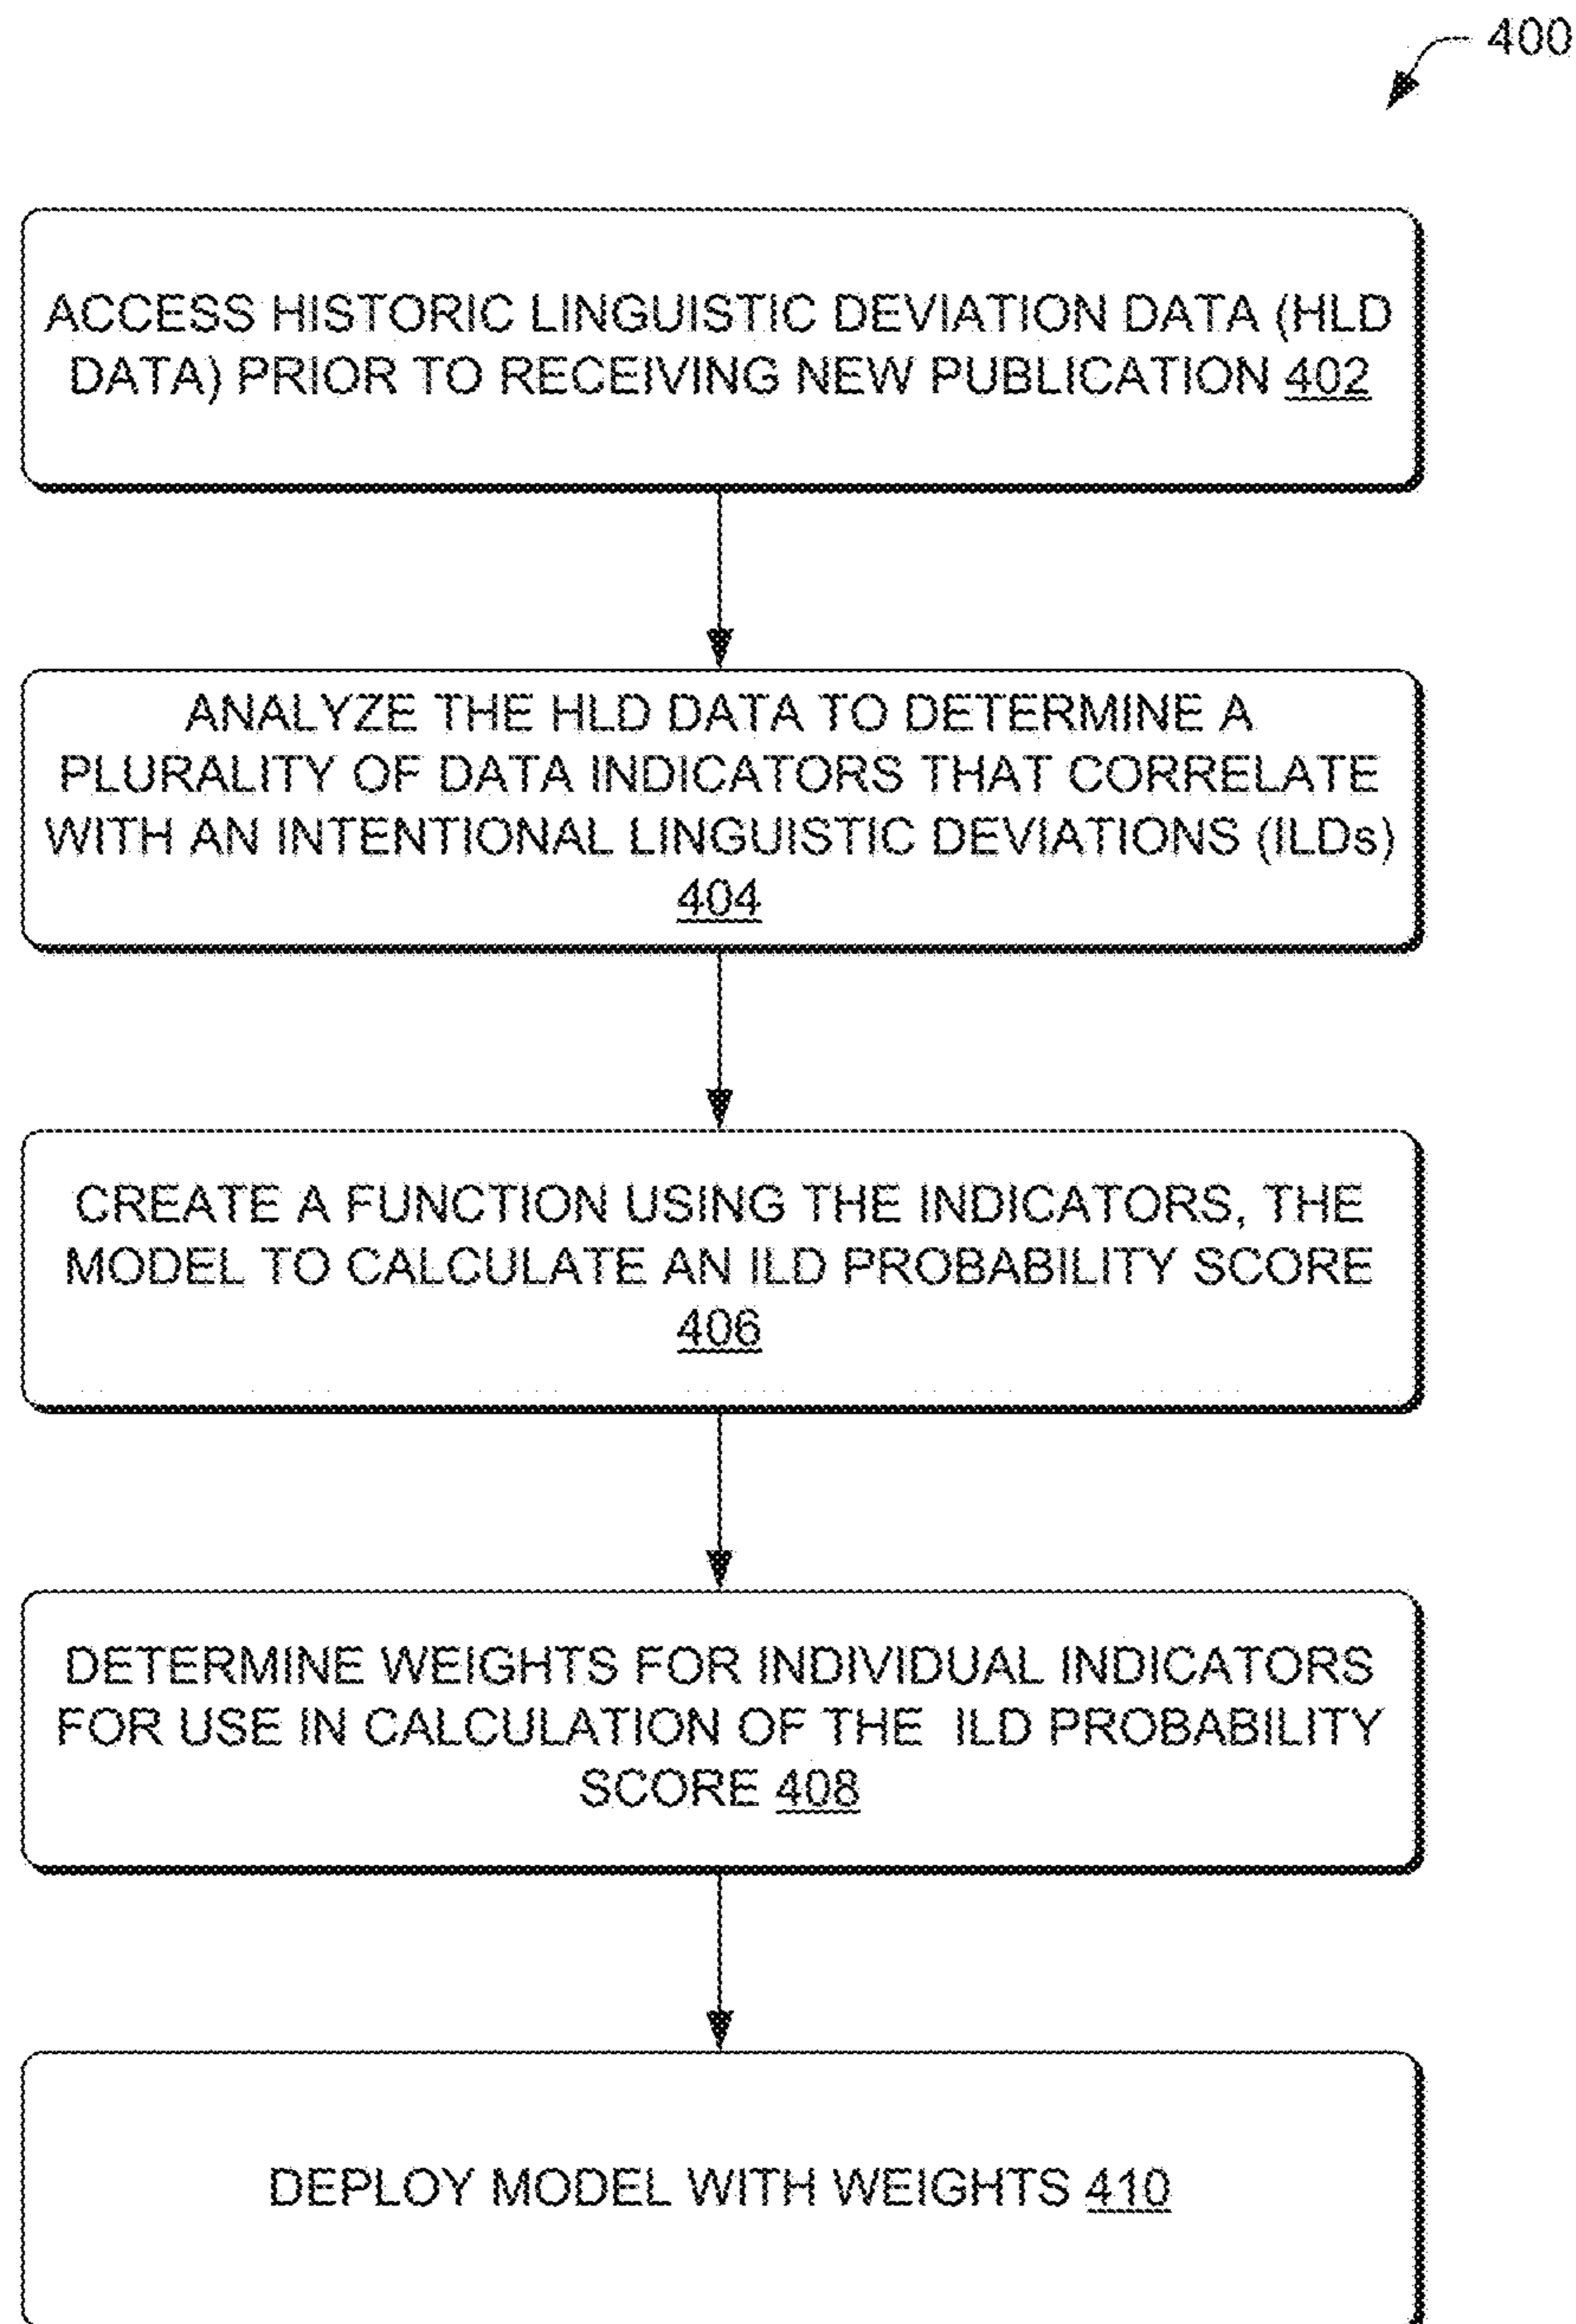 400
ACCESS HISTORIC LINGUISTIC DEVIATION DATA (HLD
DATA) PRIOR TO RECEIVING NEW PUBLICATION 402
ANALYZE THE HLD DATA TO DETERMINE A
PLURALITY OF DATA INDICATORS THAT CORRELATE
WITH AN INTENTIONAL LINGUISTIC DEVIATIONS (ILDs)
404
CREATE A FUNCTION USING THE INDICATORS, THE
MODEL TO CALCULATE AN ILD PROBABILITY SCORE
406
DETERMINE WEIGHTS FOR INDIVIDUAL INDICATORS
FOR USE IN CALCULATION OF THE ILD PROBABILITY
SCORE 408
DEPLOY MODEL WITH WEIGHTS 410